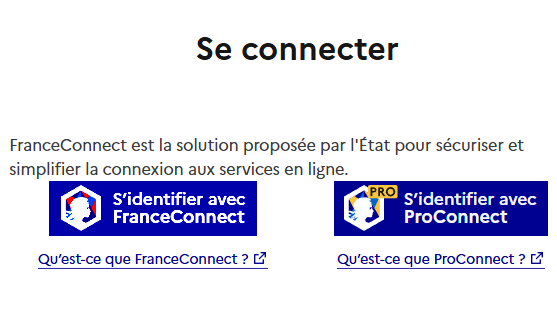 Se connecter
FranceConnect est la solution proposée par l'État pour sécuriser et
simplifier la connexion aux services en ligne.
S’identifier avec
FranceConnect
PRO
S’identifier avec
ProConnect
Qu’est-ce que FranceConnect ?
Qu’est-ce que ProConnect ?